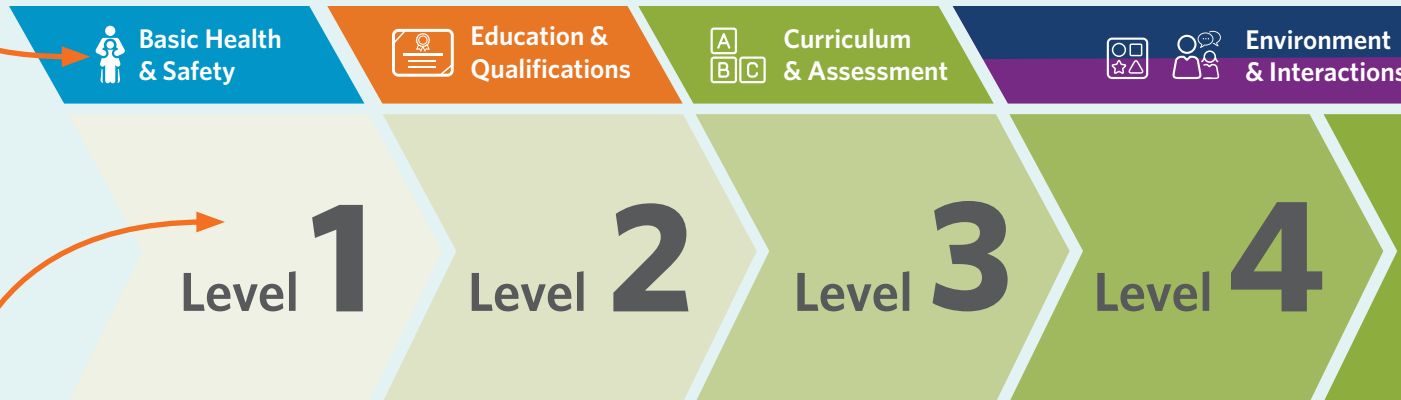 Basic Health
& Safety
Education &
Qualifications
A
B C
Curriculum
& Assessment
Environment
& Interactions
Level 1
Level 2
Level 3
Level 4